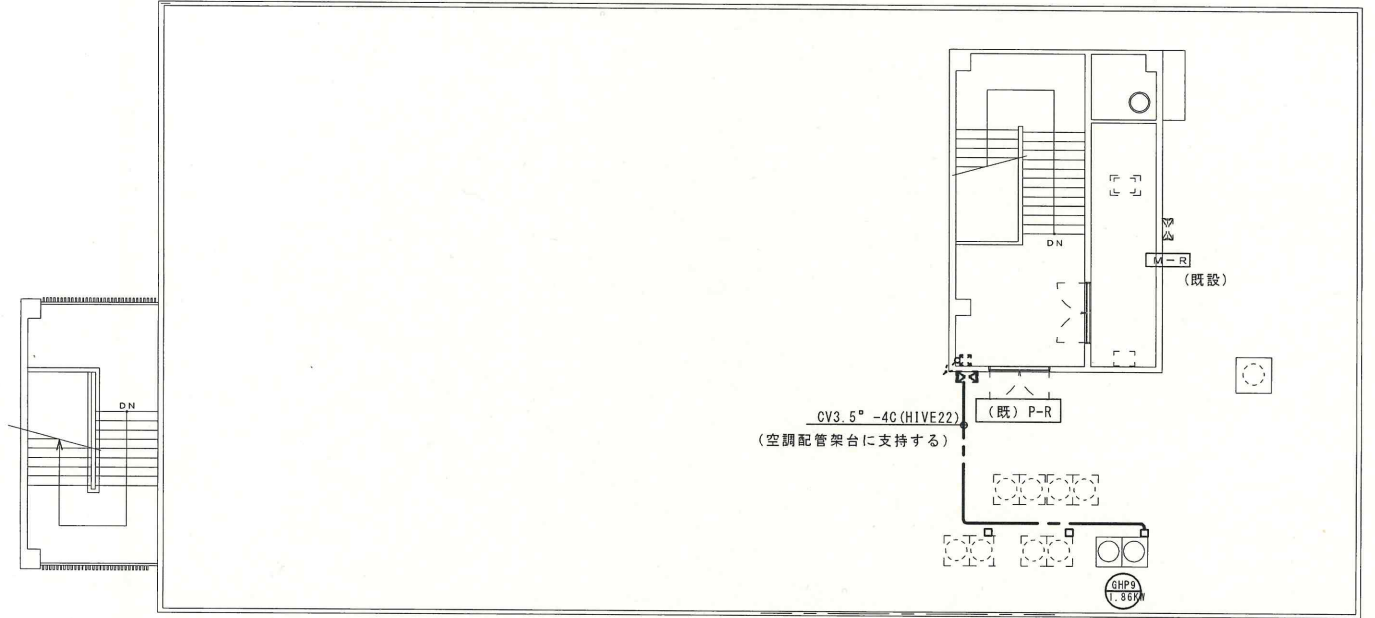 DN
M-R
(既設)
DN
CV3.5°-4C(HIVE22)
(空調配管架台に支持する)
(既) P-R
GHP9
1.86KW